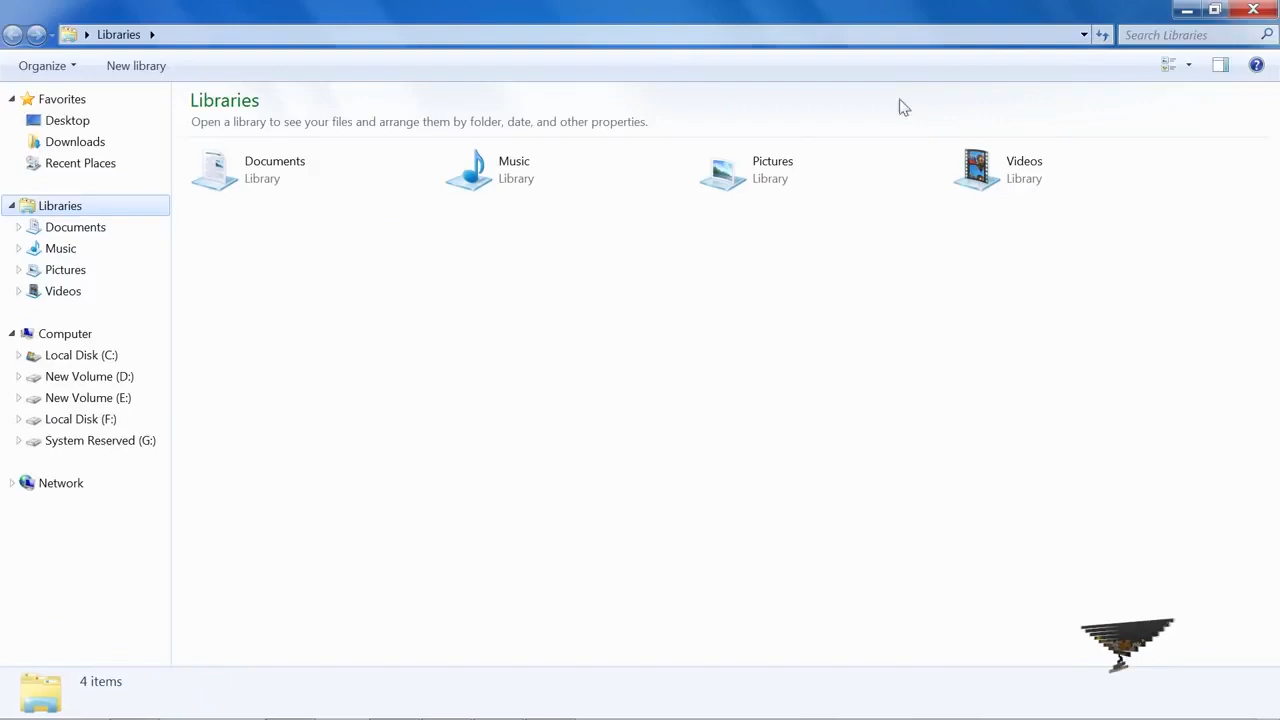 Libraries
Search Libraries
Organize
New library
Favorites
Desktop
Downloads
Recent Places
Libraries
Documents
Music
Pictures
Videos
Computer
Local Disk (C:)
New Volume (D:)
New Volume (E:)
Local Disk (F:)
System Reserved (G:)
Network
Libraries
Open a library to see your files and arrange them by folder, date, and other properties.
Documents
Library
Music
Library
Pictures
Library
Videos
Library
4 items